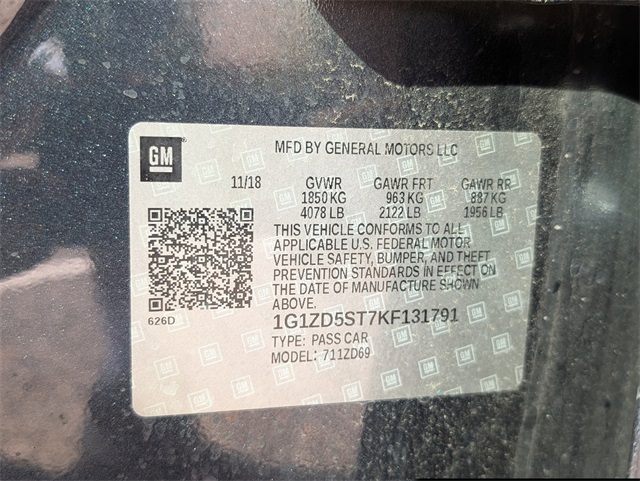 GM
MFD BY GENERAL MOTORS LLC
11/18 GVWR GAWR FRT GAWR RR
1850 KG 963 KG 887 KG
4078 LB 2122 LB 1956 LB
THIS VEHICLE CONFORMS TO ALL
APPLICABLE U.S. FEDERAL MOTOR
VEHICLE SAFETY, BUMPER, AND THEFT
PREVENTION STANDARDS IN EFFECT ON
THE DATE OF MANUFACTURE SHOWN
ABOVE.
626D
1G1ZD5ST7KF131791
TYPE: PASS CAR
MODEL: 711ZD69